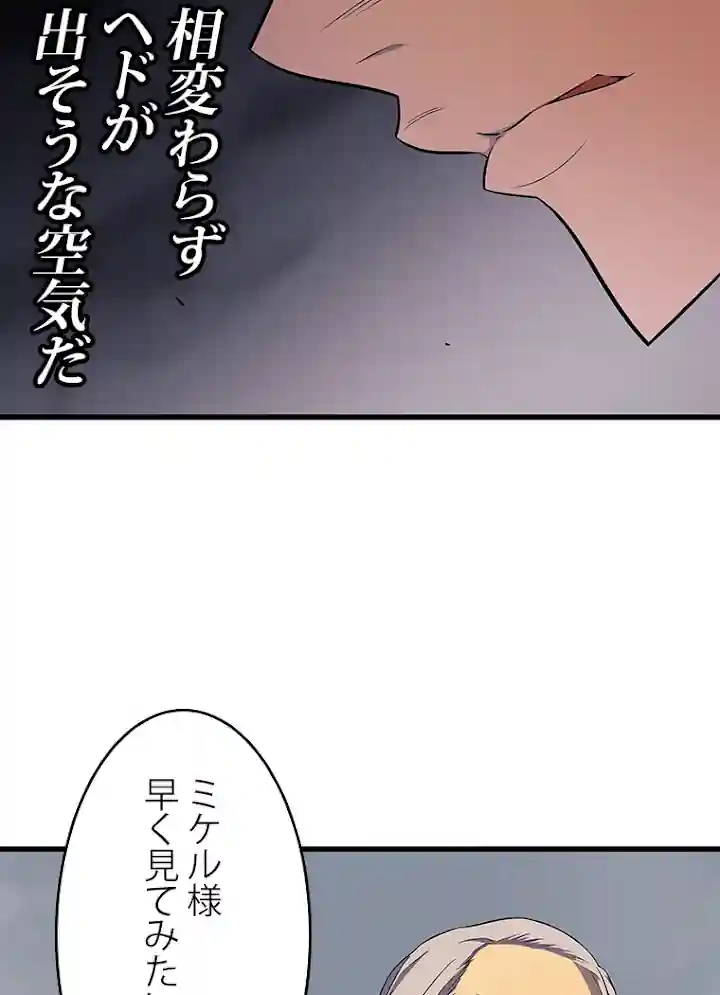 相変わらず
ヘドが
出そうな空気だ
ミケル様
早く見てみた